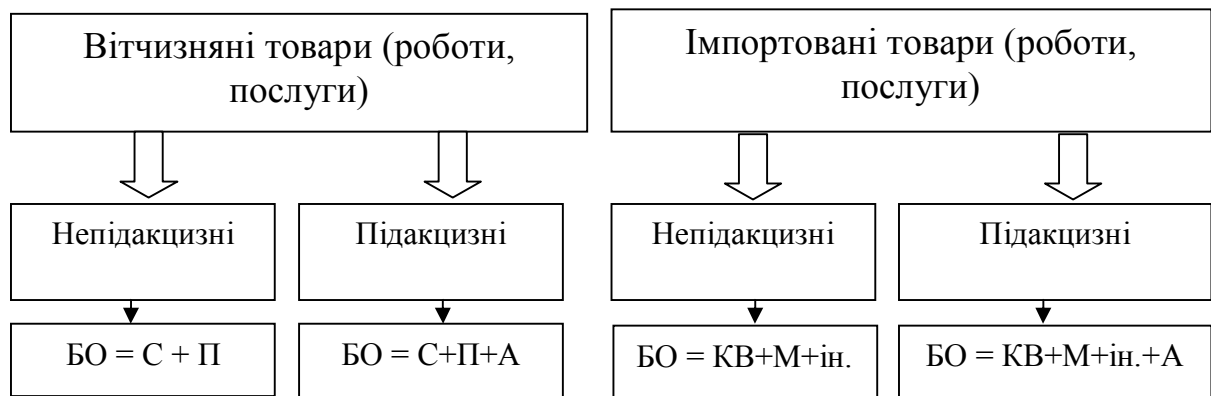 Вітчизняні товари (роботи,
послуги)
Імпортовані товари (роботи,
послуги)
Непідакцизні
Підакцизні
Непідакцизні
Підакцизні
БО = С + П
БО = С+П+А
БО = КВ+М+ін.
БО = КВ+М+ін.+А